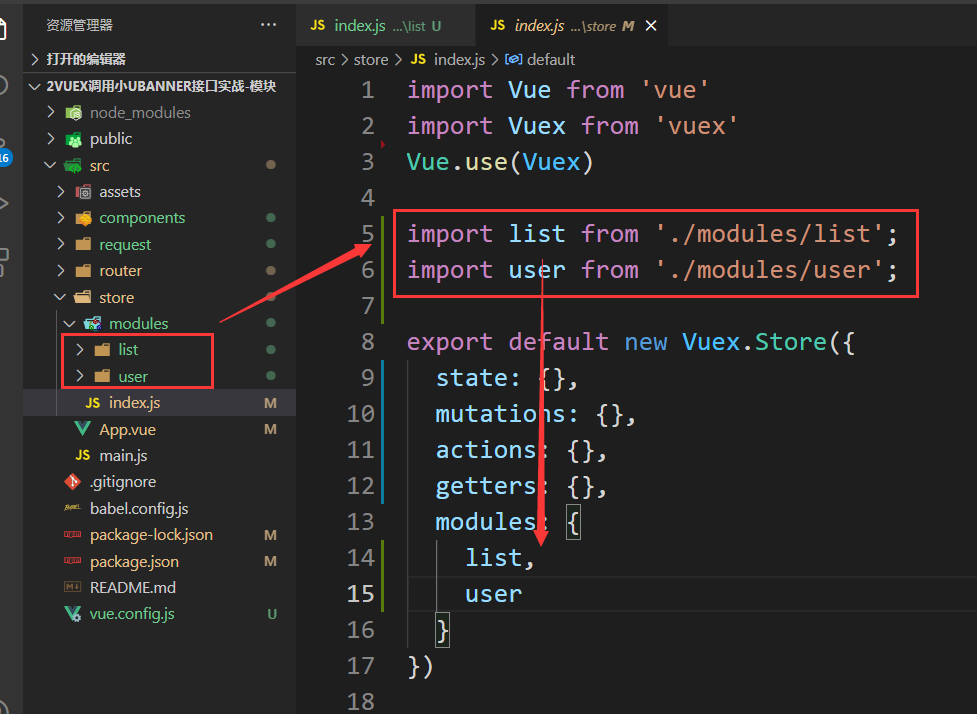 资源管理器
···
打开的编辑器
2VUEX调用小UBANNER接口实战-模块
node_modules
public
src
assets
components
request
router
store
modules
list
user
JS index.js M
App.vue M
JS main.js
.gitignore
babel.config.js
package-lock.json M
package.json M
README.md
vue.config.js U
16
JS index.js ...\list U
JS index.js ...\store M
src > store > JS index.js > default
1 import Vue from 'vue'
2 import Vuex from 'vuex'
3 Vue.use(Vuex)
4
5 import list from './modules/list';
6 import user from './modules/user';
7
8 export default new Vuex.Store({
9 state: {},
10 mutations: {},
11 actions: {},
12 getters: {},
13 modules: {
14 list,
15 user
16 }
17 })
18